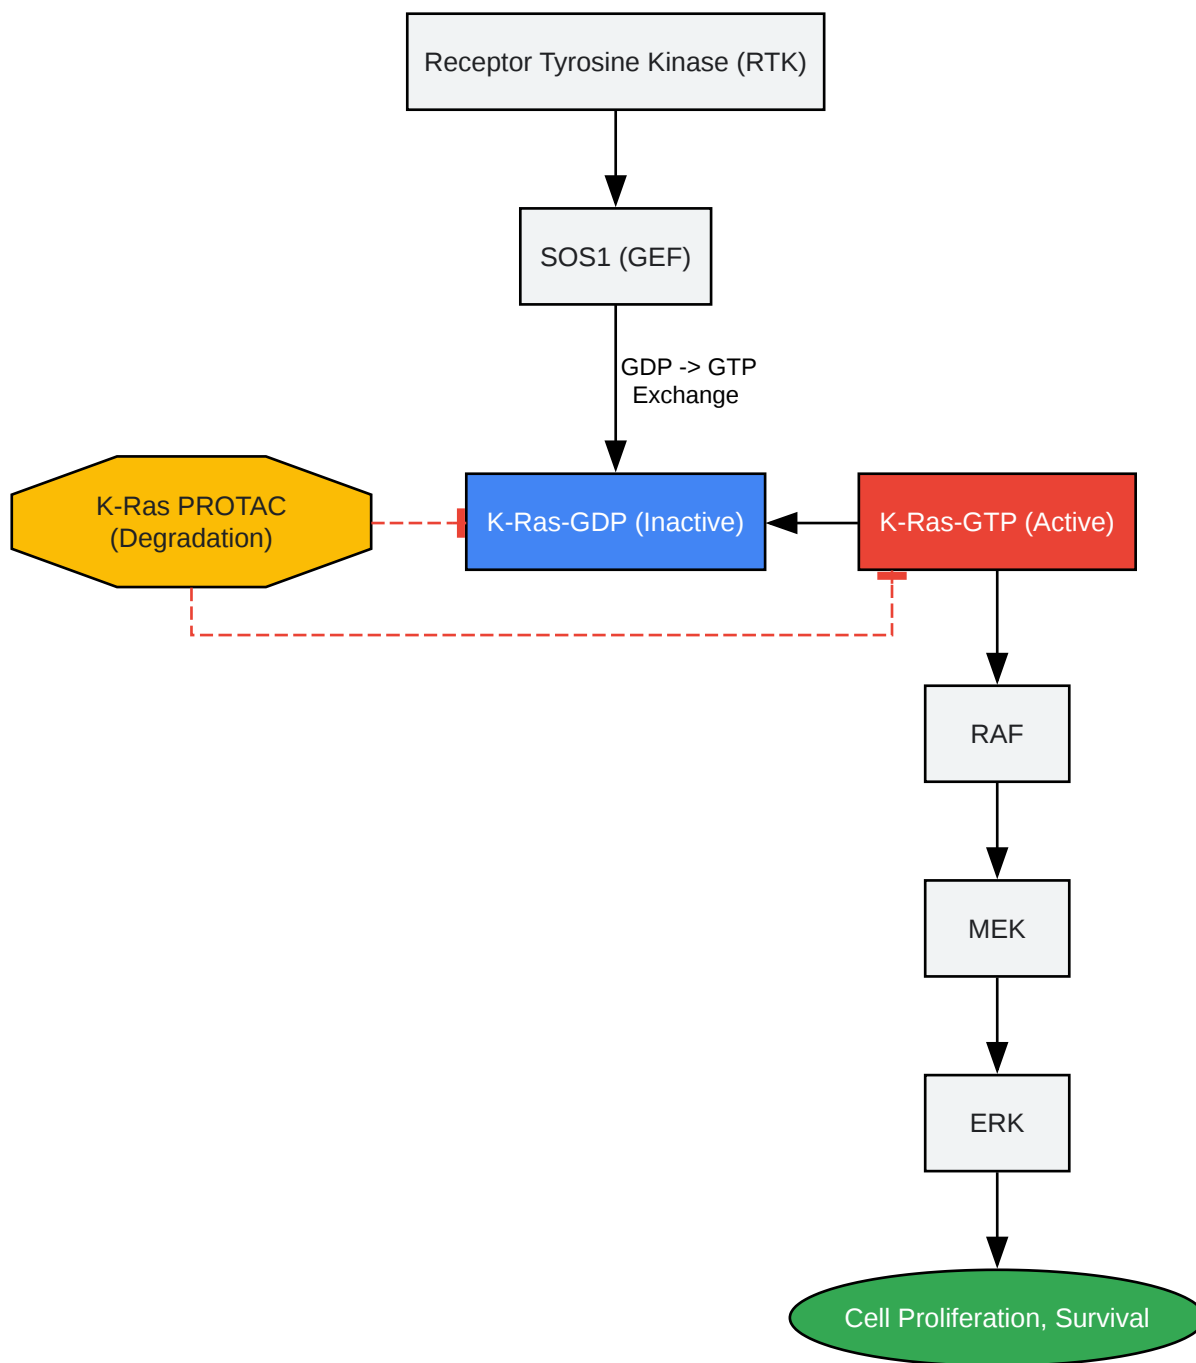 Receptor Tyrosine Kinase (RTK)
SOS1 (GEF)
GDP -> GTP
Exchange
K-Ras PROTAC
(Degradation)
K-Ras-GDP (Inactive)
K-Ras-GTP (Active)
RAF
MEK
ERK
Cell Proliferation, Survival